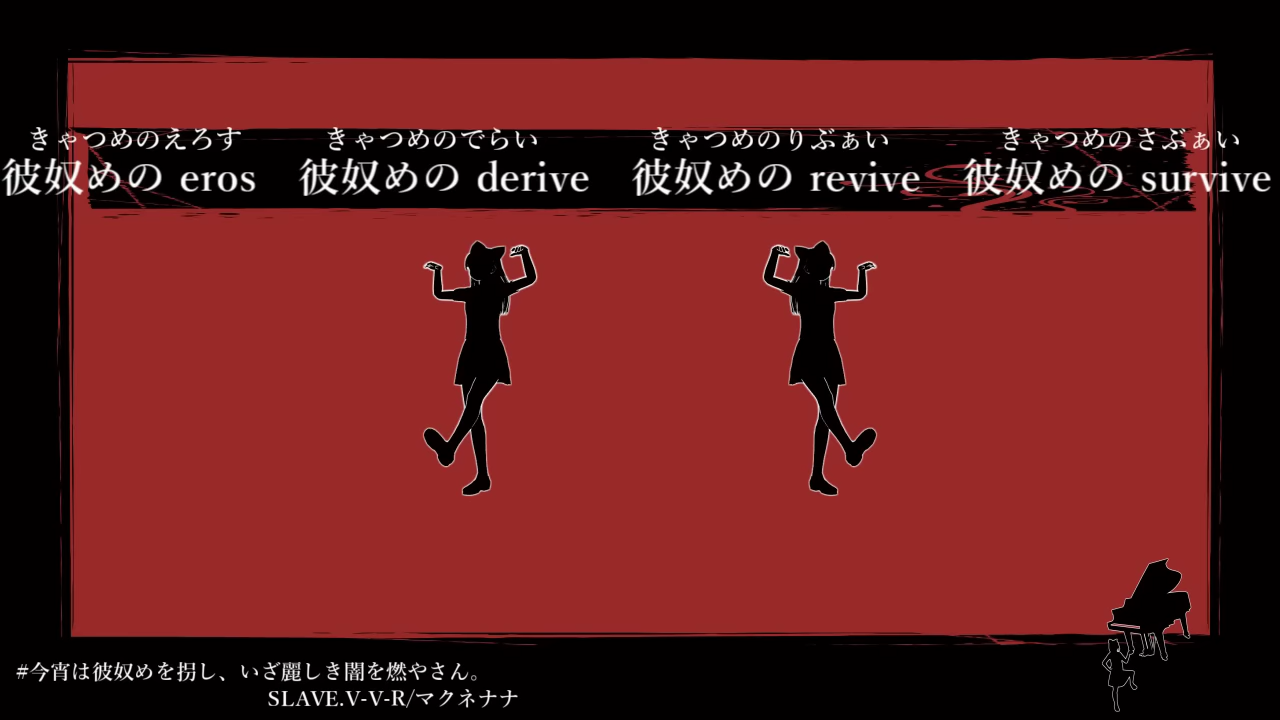 きゃつめのえろす きゃつめのでらい きゃつめのりぶぁい きゃつめのさぶぁい
彼奴めの eros 彼奴めの derive 彼奴めの revive 彼奴めの survive
#今宵は彼奴めを拐し、いざ麗しき闇を燃やさん。
SLAVE.V-V-R/マクネナナ